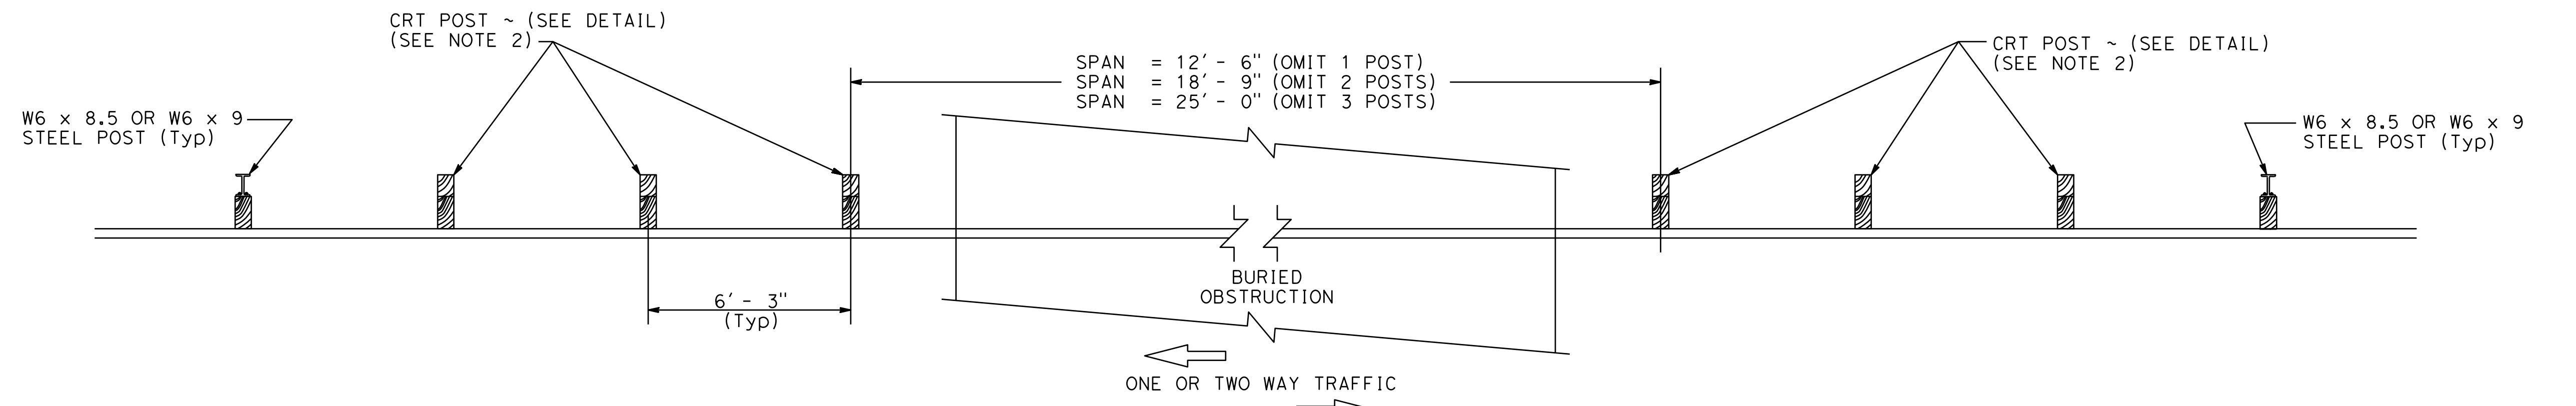 CRT POST ~ (SEE DETAIL)
(SEE NOTE 2)
SPAN = 12' - 6" (OMIT 1 POST)
SPAN = 18' - 9" (OMIT 2 POSTS)
SPAN = 25' - 0" (OMIT 3 POSTS)
CRT POST ~ (SEE DETAIL)
(SEE NOTE 2)
W6 x 8.5 OR W6 x 9
STEEL POST (Typ)
W6 x 8.5 OR W6 x 9
STEEL POST (Typ)
BURIED
OBSTRUCTION
6' - 3"
(Typ)
ONE OR TWO WAY TRAFFIC